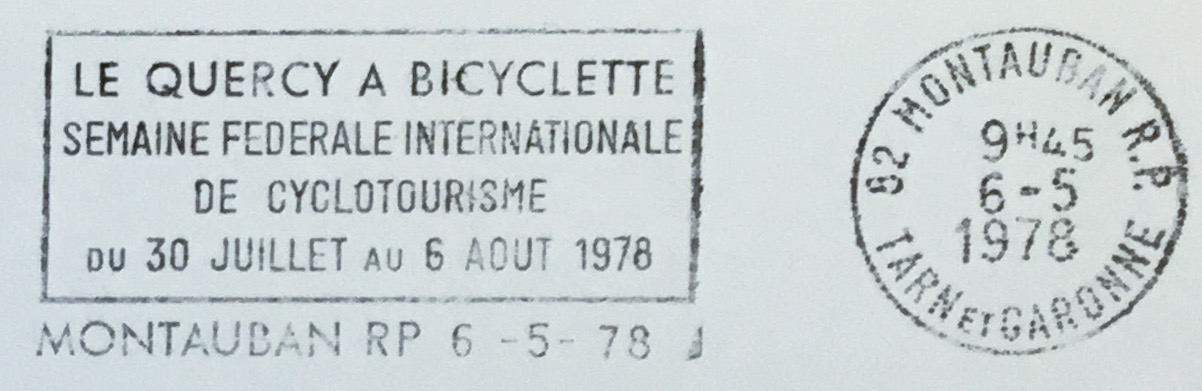 LE QUERCY A BICYCLETTE
SEMAINE FEDERALE INTERNATIONALE
DE CYCLOTOURISME
DU 30 JUILLET AU 6 AOUT 1978
MONTAUBAN RP 6 -5- 78
82 MONTAUBAN R.P.
9H45
6-5
1978
TARN ET GARONNE